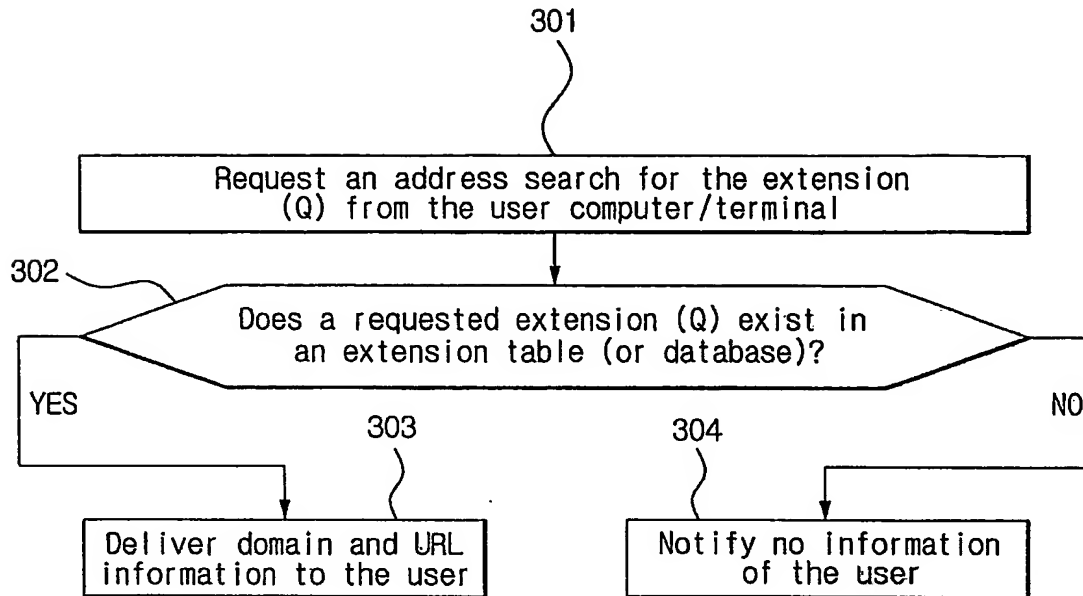 301
Request an address search for the extension
(Q) from the user computer/terminal
302
Does a requested extension (Q) exist in
an extension table (or database)?
YES
NO
303
304
Deliver domain and URL
information to the user
Notify no information
of the user